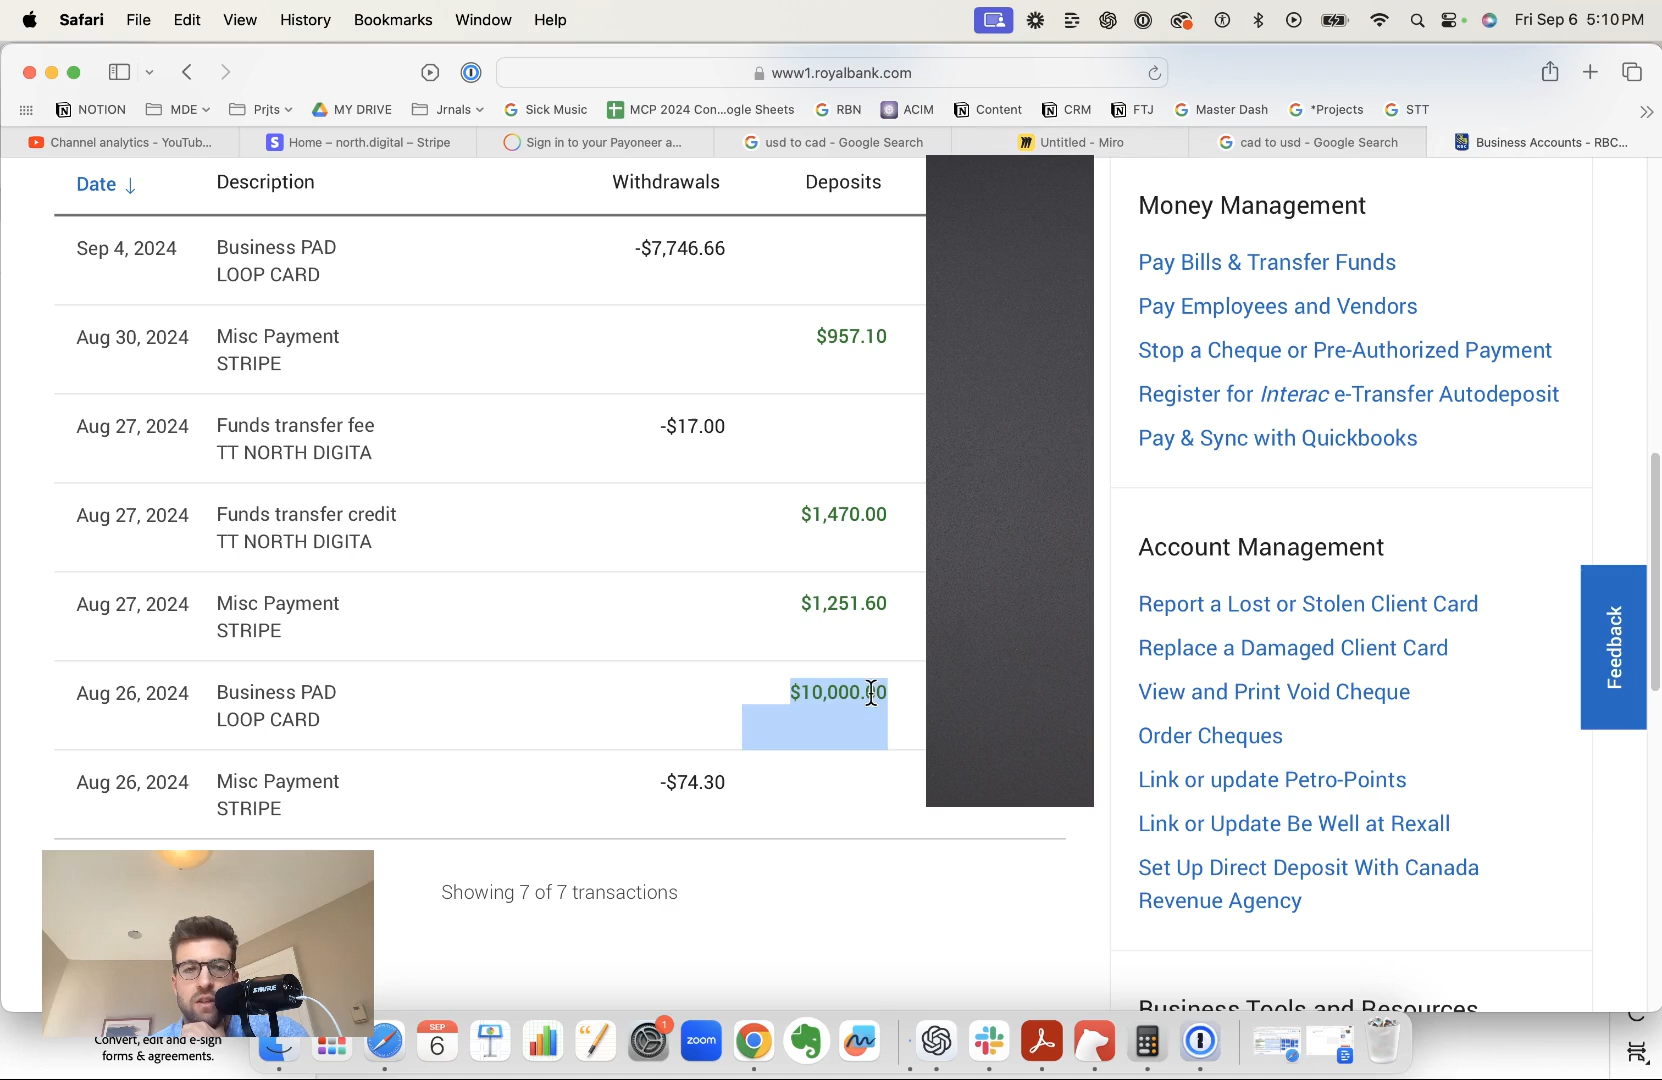 Safari File Edit View History Bookmarks Window Help Fri Sep 6 5:10 PM
www1.royalbank.com
NOTION MDE Prjts MY DRIVE Jrnals Sick Music MCP 2024 Con...ogle Sheets RBN ACIM Content CRM FTJ Master Dash *Projects STT
Channel analytics - YouTub... Home – north.digital – Stripe Sign in to your Payoneer a... usd to cad - Google Search Untitled - Miro cad to usd - Google Search Business Accounts - RBC...
Date ↓ Description Withdrawals Deposits
Sep 4, 2024 Business PAD -$7,746.66
LOOP CARD
Aug 30, 2024 Misc Payment $957.10
STRIPE
Aug 27, 2024 Funds transfer fee -$17.00
TT NORTH DIGITA
Aug 27, 2024 Funds transfer credit $1,470.00
TT NORTH DIGITA
Aug 27, 2024 Misc Payment $1,251.60
STRIPE
Aug 26, 2024 Business PAD $10,000.00
LOOP CARD
Aug 26, 2024 Misc Payment -$74.30
STRIPE
Showing 7 of 7 transactions
Money Management
Pay Bills & Transfer Funds
Pay Employees and Vendors
Stop a Cheque or Pre-Authorized Payment
Register for Interac e-Transfer Autodeposit
Pay & Sync with Quickbooks
Account Management
Report a Lost or Stolen Client Card
Replace a Damaged Client Card
View and Print Void Cheque
Order Cheques
Link or update Petro-Points
Link or Update Be Well at Rexall
Set Up Direct Deposit With Canada
Revenue Agency
Business Tools and Resources
Feedback
Convert, edit and e-sign
forms & agreements.
SEP
6
1
zoom